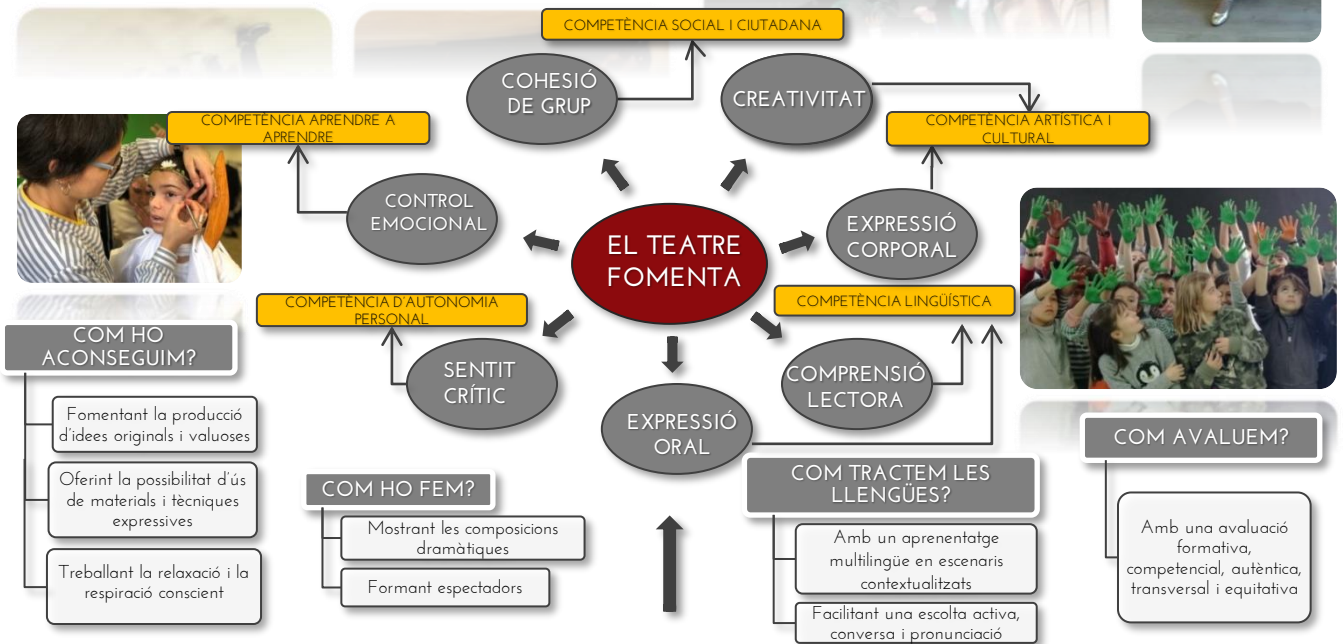 COMPETÈNCIA SOCIAL I CIUTADANA
COHESIÓ
DE GRUP
CREATIVITAT
COMPETÈNCIA APRENDRE A
APRENDRE
COMPETÈNCIA ARTÍSTICA I
CULTURAL
CONTROL
EMOCIONAL
EL TEATRE
FOMENTA
EXPRESSIÓ
CORPORAL
COMPETÈNCIA D'AUTONOMIA
PERSONAL
COMPETÈNCIA LINGÜÍSTICA
SENTIT
CRÍTIC
COMPRENSIÓ
LECTORA
EXPRESSIÓ
ORAL
COM HO
ACONSEGUIM?
Fomentant la producció
d'idees originals i valuoses
Oferint la possibilitat d'ús
de materials i tècniques
expressives
Treballant la relaxació i la
respiració conscient
COM HO FEM?
Mostrant les composicions
dramàtiques
Formant espectadors
COM TRACTEM LES
LLENGÜES?
Amb un aprenentatge
multilingüe en escenaris
contextualitzats
Facilitant una escolta activa,
conversa i pronunciació
COM AVALUEM?
Amb una avaluació
formativa,
competencial, autèntica,
transversal i equitativa